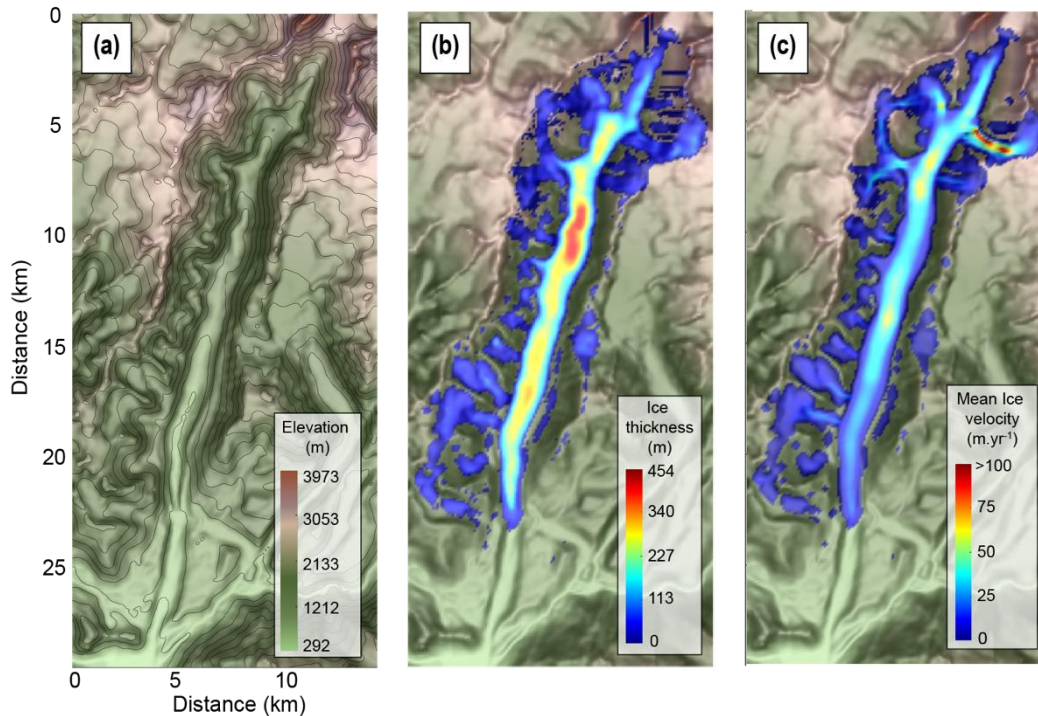 (a)
(b)
(c)
0
5
10
15
20
25
Distance (km)
0
5
10
Distance (km)
Elevation
(m)
3973
3053
2133
1212
292
Ice
thickness
(m)
454
340
227
113
0
Mean Ice
velocity
(m.yr⁻¹)
>100
75
50
25
0